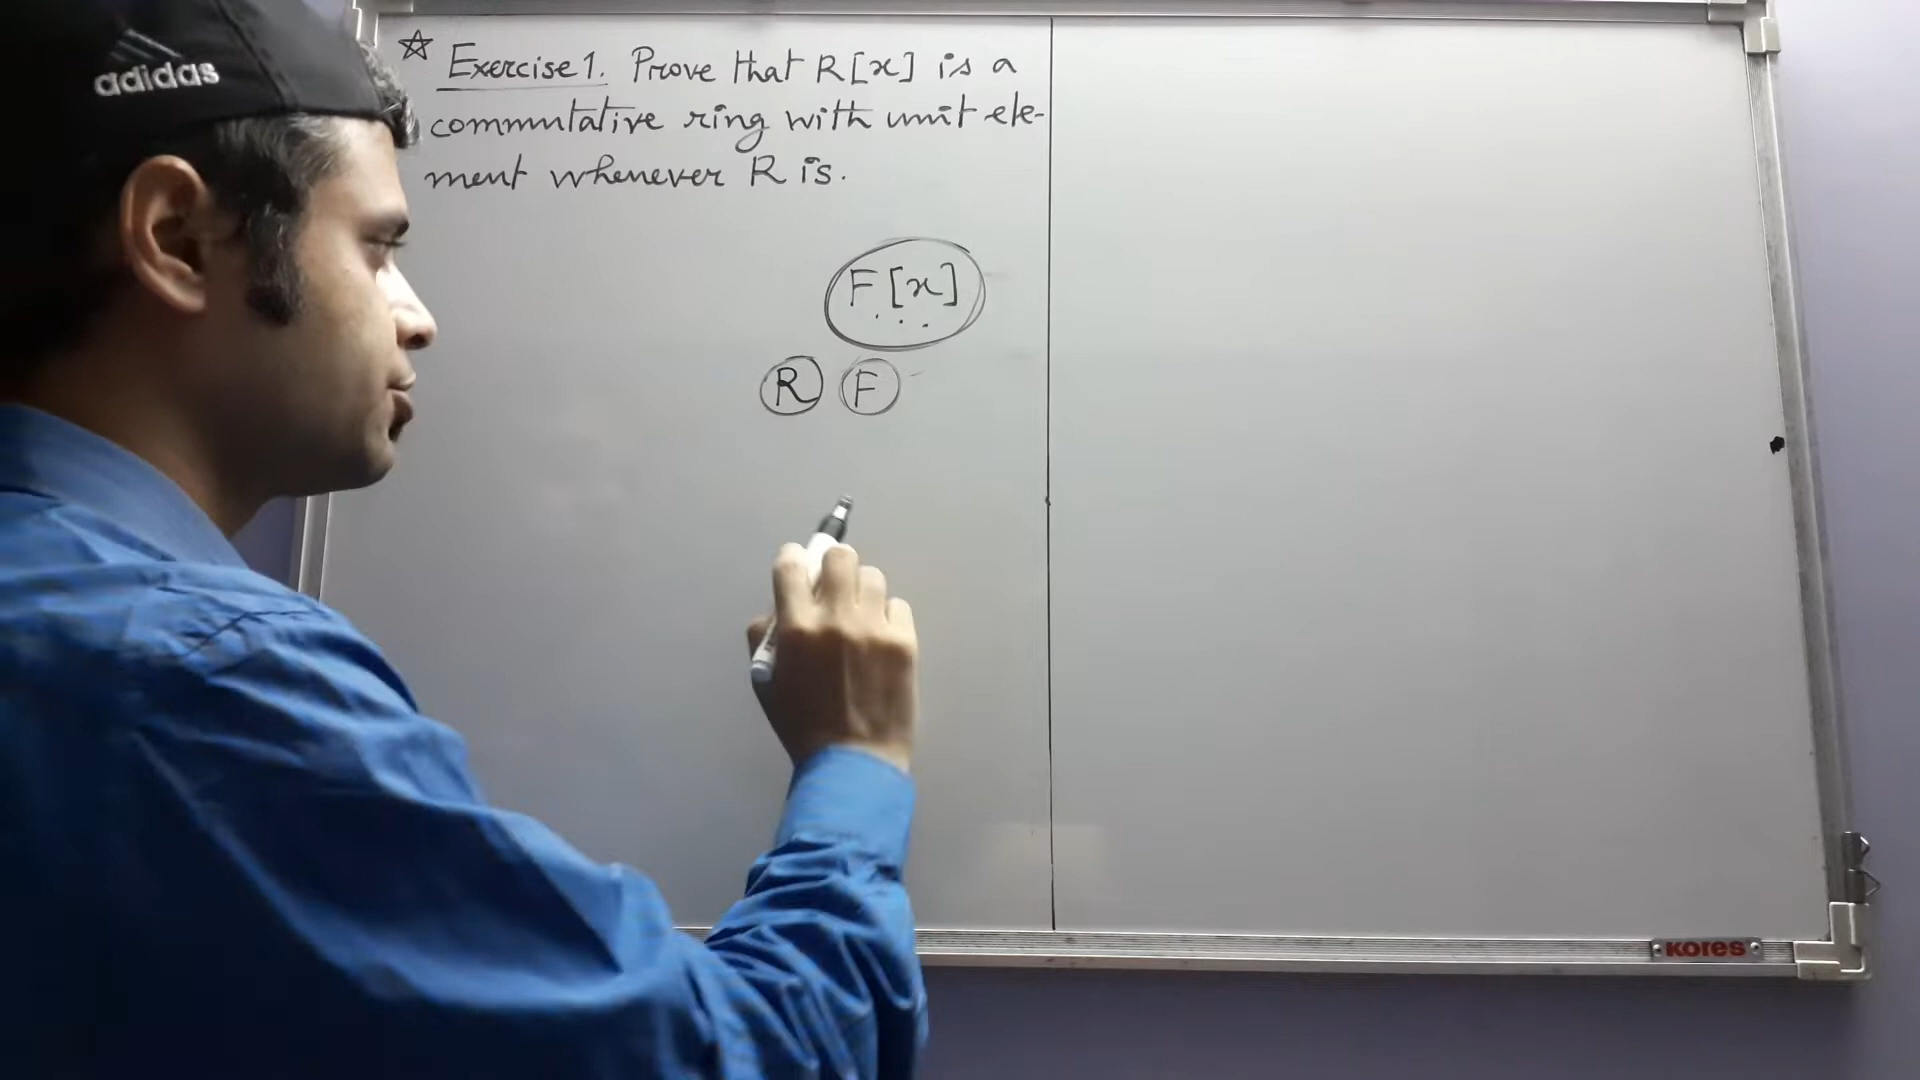 adidas
☆ Exercise 1. Prove that R[x] is a
commutative ring with unit ele-
ment whenever R is.
F[x]
R F
KORES